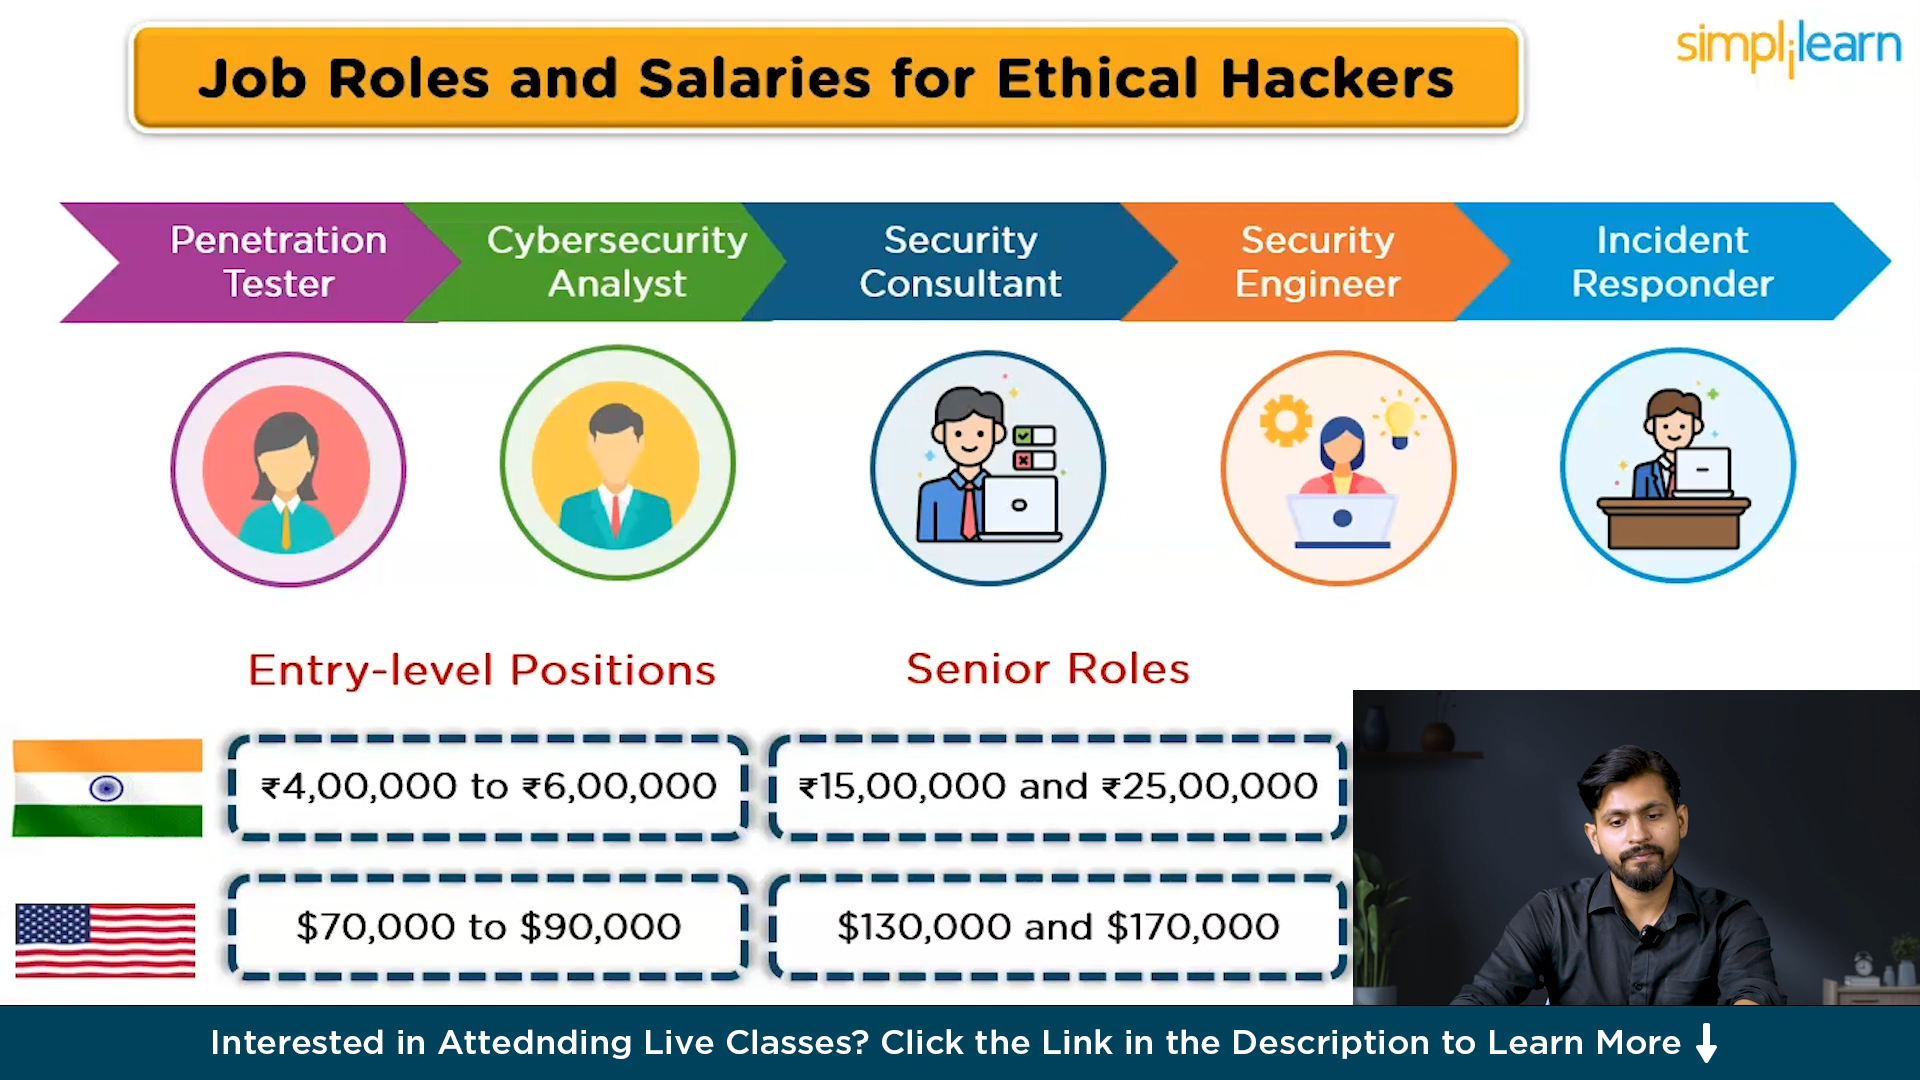 Job Roles and Salaries for Ethical Hackers
simplilearn
Penetration
Tester
Cybersecurity
Analyst
Security
Consultant
Security
Engineer
Incident
Responder
Entry-level Positions
Senior Roles
₹4,00,000 to ₹6,00,000
₹15,00,000 and ₹25,00,000
$70,000 to $90,000
$130,000 and $170,000
Interested in Attednding Live Classes? Click the Link in the Description to Learn More